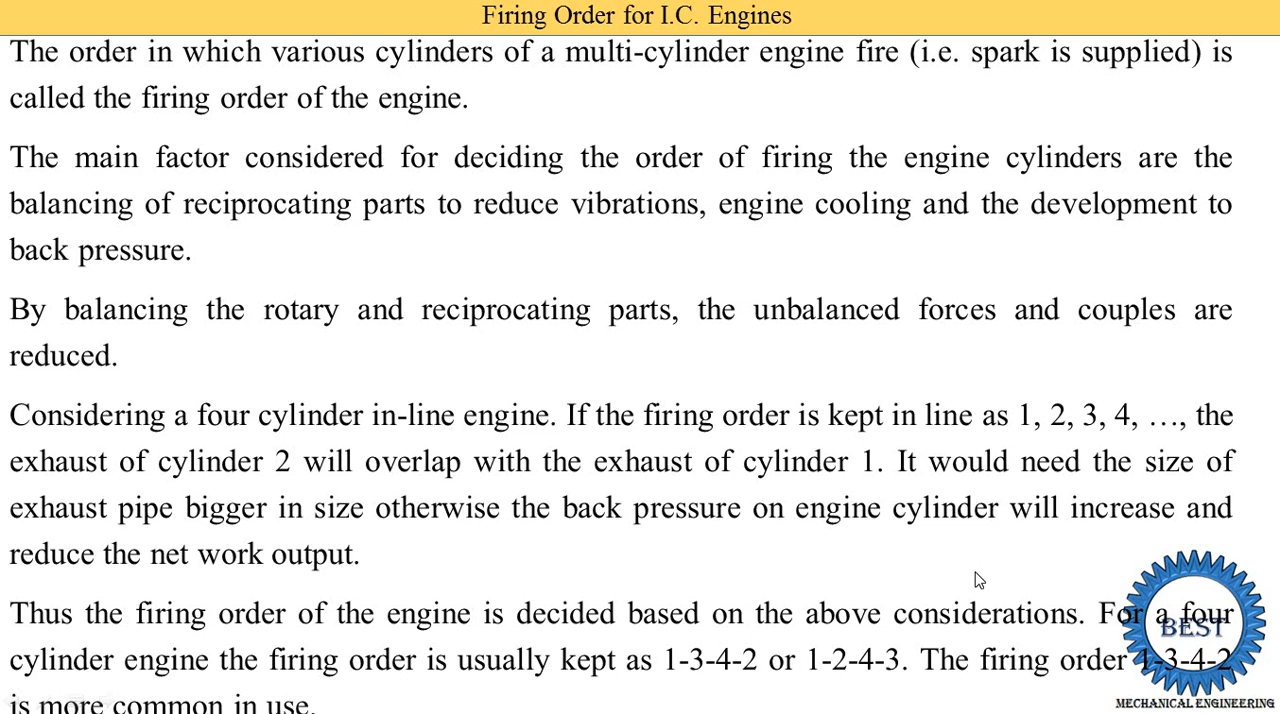 Firing Order for I.C. Engines
The order in which various cylinders of a multi-cylinder engine fire (i.e. spark is supplied) is
called the firing order of the engine.
The main factor considered for deciding the order of firing the engine cylinders are the
balancing of reciprocating parts to reduce vibrations, engine cooling and the development to
back pressure.
By balancing the rotary and reciprocating parts, the unbalanced forces and couples are
reduced.
Considering a four cylinder in-line engine. If the firing order is kept in line as 1, 2, 3, 4, …, the
exhaust of cylinder 2 will overlap with the exhaust of cylinder 1. It would need the size of
exhaust pipe bigger in size otherwise the back pressure on engine cylinder will increase and
reduce the net work output.
Thus the firing order of the engine is decided based on the above considerations. For a four
cylinder engine the firing order is usually kept as 1-3-4-2 or 1-2-4-3. The firing order 1-3-4-2
is more common in use.
BEST
MECHANICAL ENGINEERING